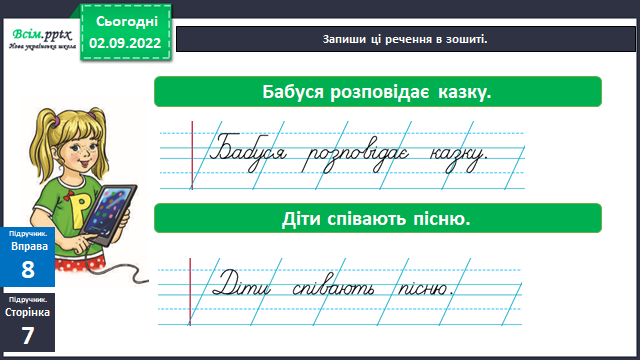 Всім.pptx
Нова українська школа
Сьогодні
02.09.2022
Запиши ці речення в зошиті.
Бабуся розповідає казку.
Бабуся розповідає казку.
Діти співають пісню.
Діти співають пісню.
Підручник.
Вправа
8
Підручник.
Сторінка
7